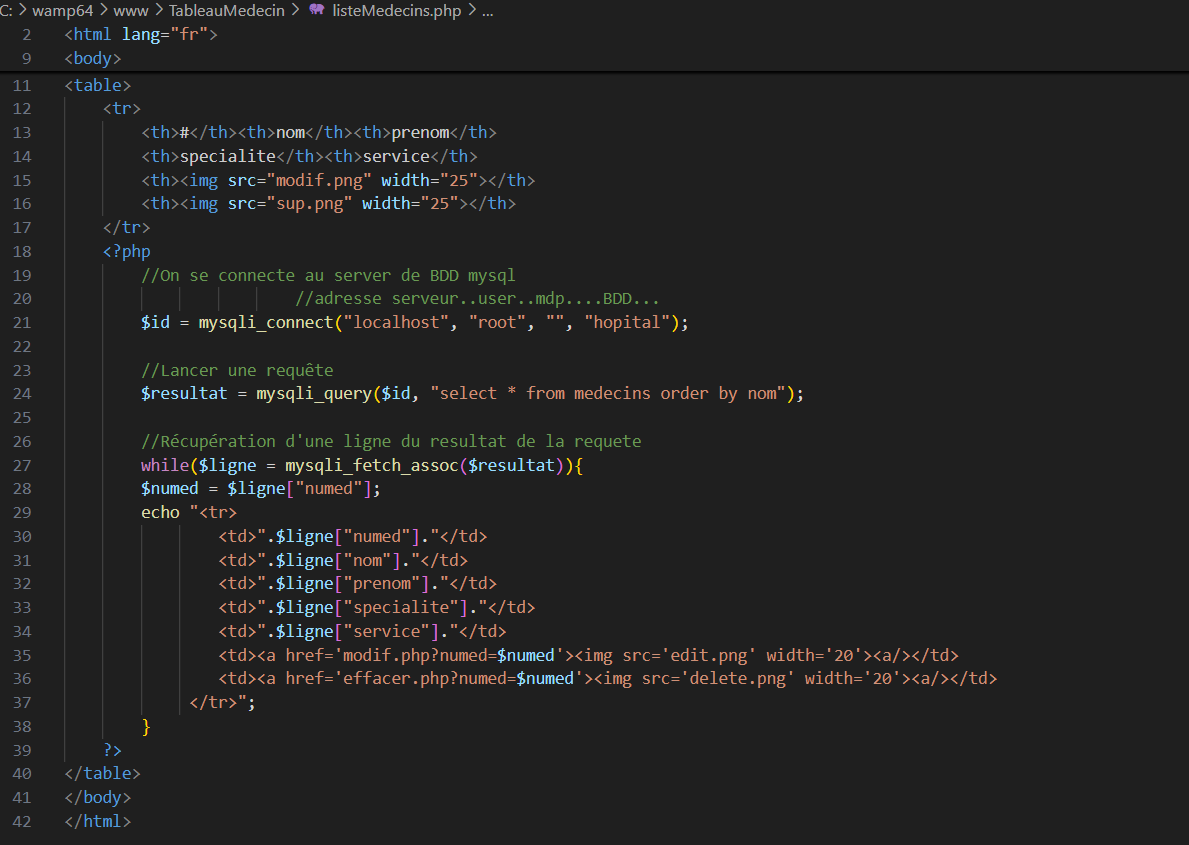 C: > wamp64 > www > TableauMedecin > listeMedecins.php > ...
2 <html lang="fr">
9 <body>
11 <table>
12 <tr>
13 <th>#</th><th>nom</th><th>prenom</th>
14 <th>specialite</th><th>service</th>
15 <th><img src="modif.png" width="25"></th>
16 <th><img src="sup.png" width="25"></th>
17 </tr>
18 <?php
19 //On se connecte au server de BDD mysql
20 //adresse serveur..user..mdp....BDD...
21 $id = mysqli_connect("localhost", "root", "", "hopital");
22
23 //Lancer une requête
24 $resultat = mysqli_query($id, "select * from medecins order by nom");
25
26 //Récupération d'une ligne du resultat de la requete
27 while($ligne = mysqli_fetch_assoc($resultat)){
28 $numed = $ligne["numed"];
29 echo "<tr>
30 <td>".$ligne["numed"]."</td>
31 <td>".$ligne["nom"]."</td>
32 <td>".$ligne["prenom"]."</td>
33 <td>".$ligne["specialite"]."</td>
34 <td>".$ligne["service"]."</td>
35 <td><a href='modif.php?numed=$numed'><img src='edit.png' width='20'><a/></td>
36 <td><a href='effacer.php?numed=$numed'><img src='delete.png' width='20'><a/></td>
37 </tr>";
38 }
39 ?>
40 </table>
41 </body>
42 </html>